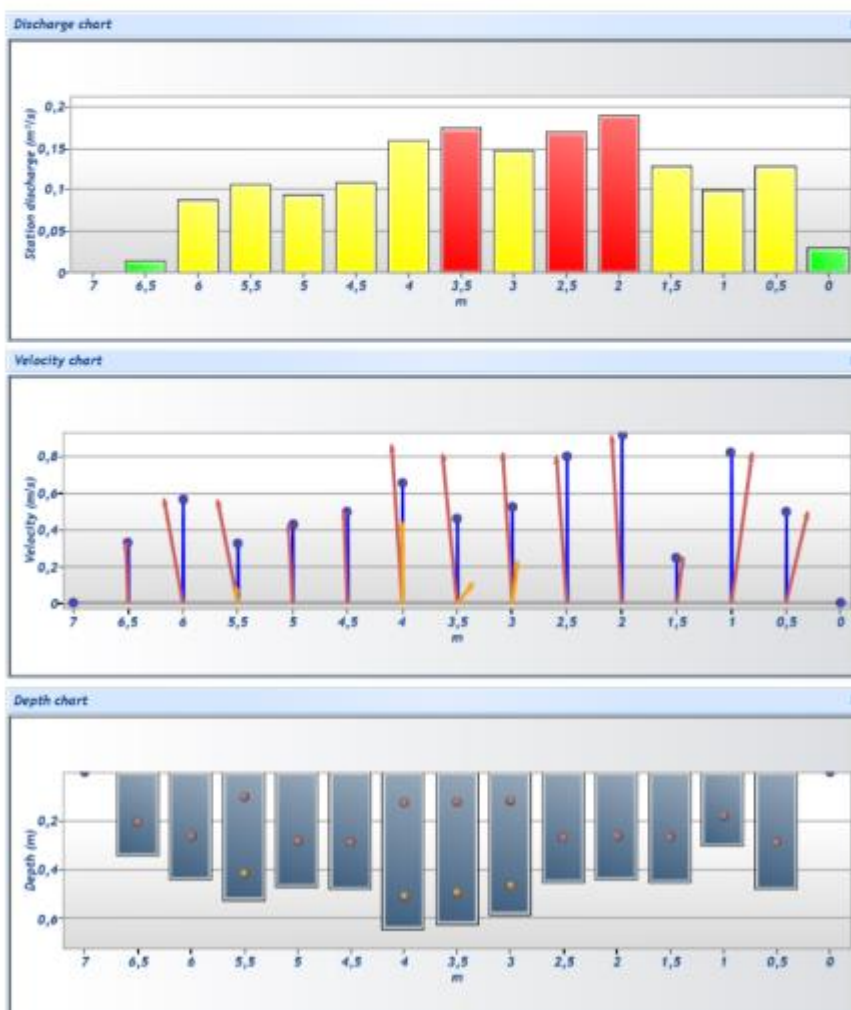 Discharge chart
Station discharge (m³/s)
0,2
0,15
0,1
0,05
0
7 6,5 6 5,5 5 4,5 4 3,5 3 2,5 2 1,5 1 0,5 0
m
Velocity chart
Velocity (m/s)
0,8
0,6
0,4
0,2
0
7 6,5 6 5,5 5 4,5 4 3,5 3 2,5 2 1,5 1 0,5 0
m
Depth chart
Depth (m)
0,2
0,4
0,6
7 6,5 6 5,5 5 4,5 4 3,5 3 2,5 2 1,5 1 0,5 0
m